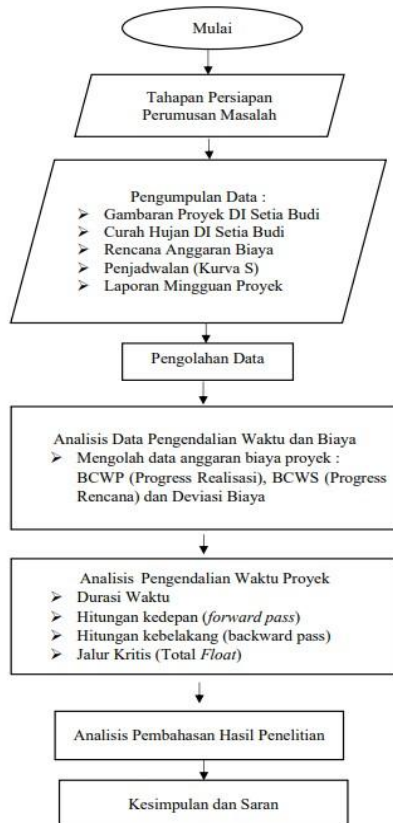 Mulai
Tahapan Persiapan
Perumusan Masalah
Pengumpulan Data :
➢ Gambaran Proyek DI Setia Budi
➢ Curah Hujan DI Setia Budi
➢ Rencana Anggaran Biaya
➢ Penjadwalan (Kurva S)
➢ Laporan Mingguan Proyek
Pengolahan Data
Analisis Data Pengendalian Waktu dan Biaya
➢ Mengolah data anggaran biaya proyek :
BCWP (Progress Realisasi), BCWS (Progress
Rencana) dan Deviasi Biaya
Analisis Pengendalian Waktu Proyek
➢ Durasi Waktu
➢ Hitungan kedepan (forward pass)
➢ Hitungan kebelakang (backward pass)
➢ Jalur Kritis (Total Float)
Analisis Pembahasan Hasil Penelitian
Kesimpulan dan Saran